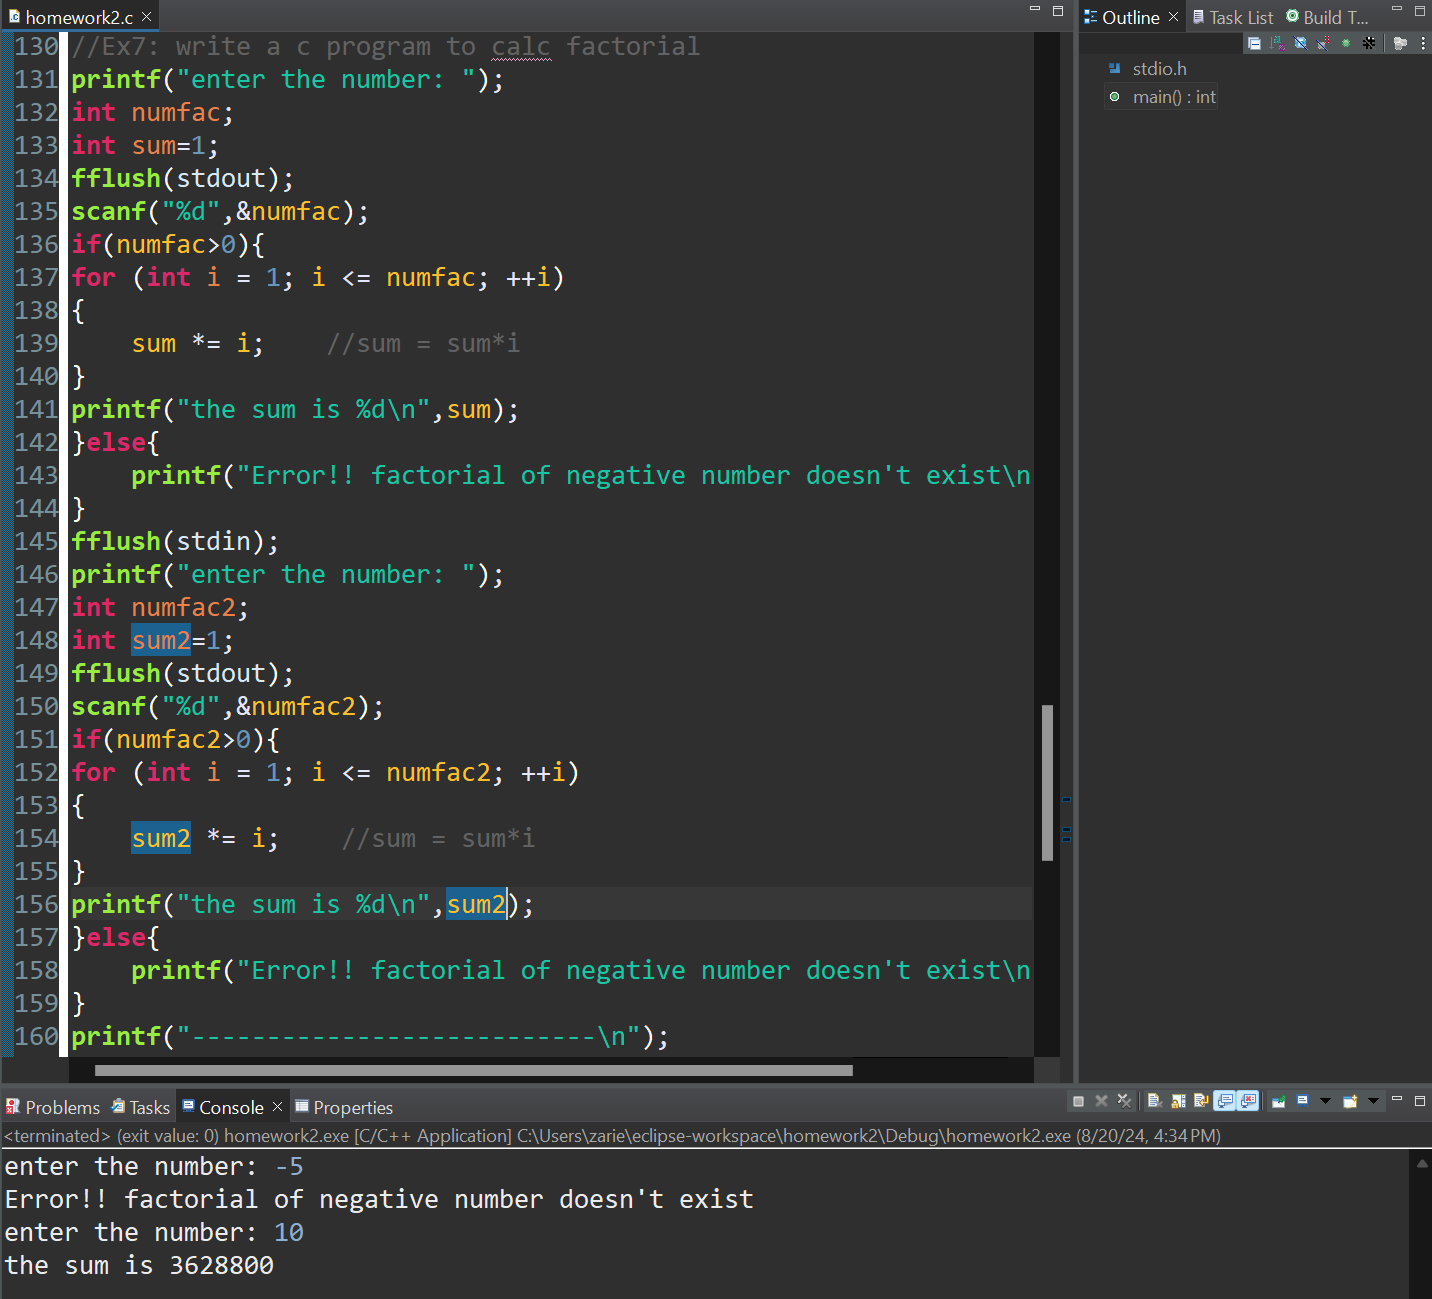 homework2.c
130 //Ex7: write a c program to calc factorial
131 printf("enter the number: ");
132 int numfac;
133 int sum=1;
134 fflush(stdout);
135 scanf("%d",&numfac);
136 if(numfac>0){
137 for (int i = 1; i <= numfac; ++i)
138 {
139     sum *= i;    //sum = sum*i
140 }
141 printf("the sum is %d\n",sum);
142 }else{
143     printf("Error!! factorial of negative number doesn't exist\n
144 }
145 fflush(stdin);
146 printf("enter the number: ");
147 int numfac2;
148 int sum2=1;
149 fflush(stdout);
150 scanf("%d",&numfac2);
151 if(numfac2>0){
152 for (int i = 1; i <= numfac2; ++i)
153 {
154     sum2 *= i;    //sum = sum*i
155 }
156 printf("the sum is %d\n",sum2);
157 }else{
158     printf("Error!! factorial of negative number doesn't exist\n
159 }
160 printf("---------------------------\n");
Outline Task List Build T...
stdio.h
main() : int
Problems Tasks Console Properties
<terminated> (exit value: 0) homework2.exe [C/C++ Application] C:\Users\zarie\eclipse-workspace\homework2\Debug\homework2.exe (8/20/24, 4:34 PM)
enter the number: -5
Error!! factorial of negative number doesn't exist
enter the number: 10
the sum is 3628800